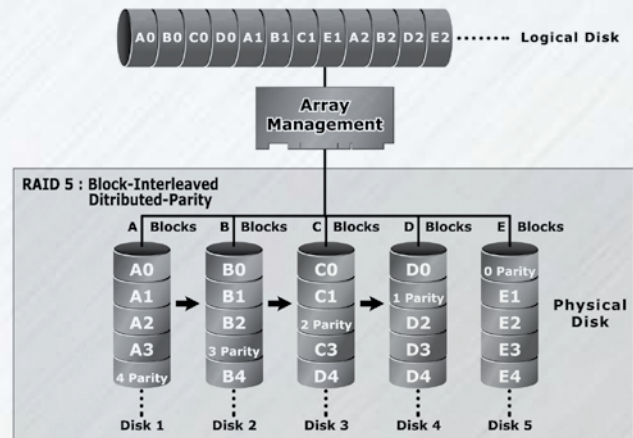 A0 B0 C0 D0 A1 B1 C1 E1 A2 B2 D2 E2 Logical Disk
Array
Management
RAID 5 : Block-Interleaved
Ditributed-Parity
A Blocks B Blocks C Blocks D Blocks E Blocks
A0 B0 C0 D0 0 Parity
A1 B1 C1 1 Parity E1
A2 B2 2 Parity D2 E2
A3 3 Parity C3 D3 E3
4 Parity B4 D4 D4 E4
Physical
Disk
Disk 1 Disk 2 Disk 3 Disk 4 Disk 5